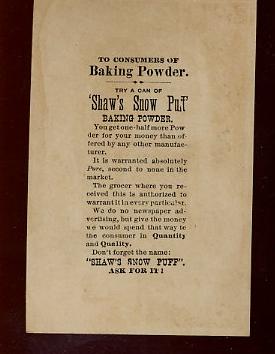 TO CONSUMERS OF
Baking Powder.
TRY A CAN OF
'Shaw's Snow Puff'
BAKING POWDER.
You get one-half more Pow
der for your money than of-
fered by any other manufac-
turer.
It is warranted absolutely
Pure, second to none in the
market.
The grocer where you re-
ceived this is authorized to
warrant it in every particular.
We do no newspaper ad-
vertising, but give the money
we would spend that way to
the consumer in Quantity
and Quality.
Don't forget the name:
"SHAW'S SNOW PUFF".
ASK FOR IT!